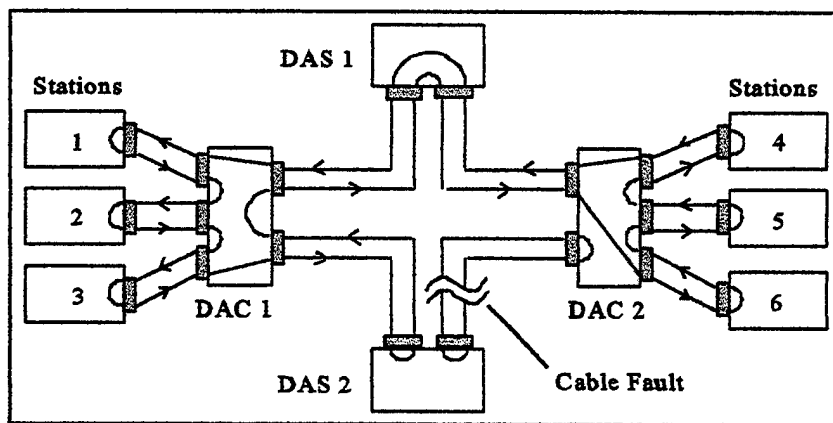 DAS 1
Stations
Stations
1
4
2
5
3
6
DAC 1
DAC 2
DAS 2
Cable Fault